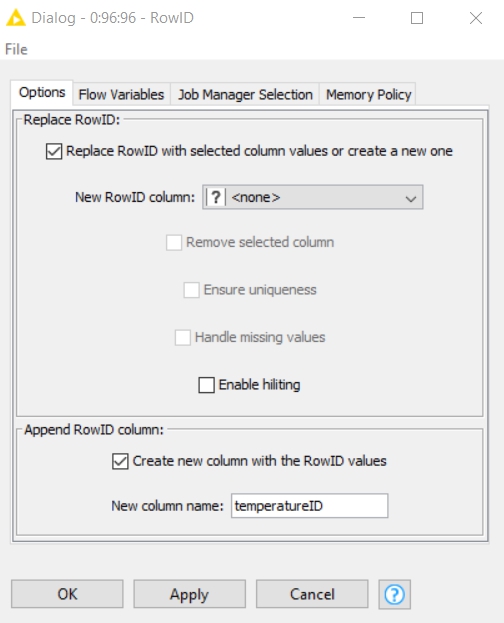 Dialog - 0:96:96 - RowID
File
Options Flow Variables Job Manager Selection Memory Policy
Replace RowID:
Replace RowID with selected column values or create a new one
New RowID column: ? <none>
Remove selected column
Ensure uniqueness
Handle missing values
Enable hiliting
Append RowID column:
Create new column with the RowID values
New column name: temperatureID
OK Apply Cancel ?